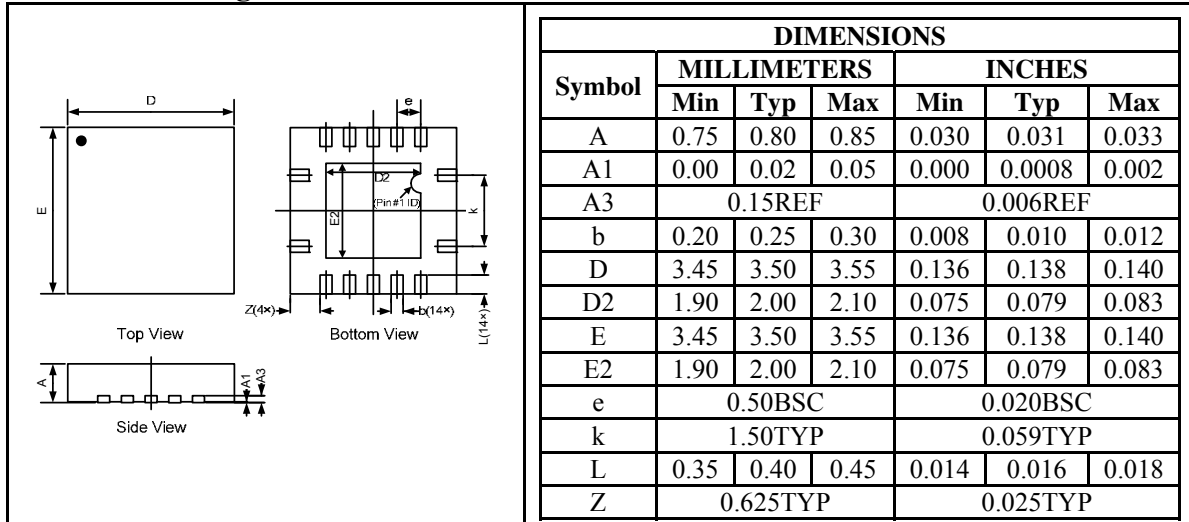 D
E
Top View
A
A1
A3
Side View
e
D2
(Pin#1 ID)
E2
k
Z(4×)
b(14×)
L(14×)
Bottom View
DIMENSIONS
Symbol MILLIMETERS INCHES
Min Typ Max Min Typ Max
A 0.75 0.80 0.85 0.030 0.031 0.033
A1 0.00 0.02 0.05 0.000 0.0008 0.002
A3 0.15REF 0.006REF
b 0.20 0.25 0.30 0.008 0.010 0.012
D 3.45 3.50 3.55 0.136 0.138 0.140
D2 1.90 2.00 2.10 0.075 0.079 0.083
E 3.45 3.50 3.55 0.136 0.138 0.140
E2 1.90 2.00 2.10 0.075 0.079 0.083
e 0.50BSC 0.020BSC
k 1.50TYP 0.059TYP
L 0.35 0.40 0.45 0.014 0.016 0.018
Z 0.625TYP 0.025TYP